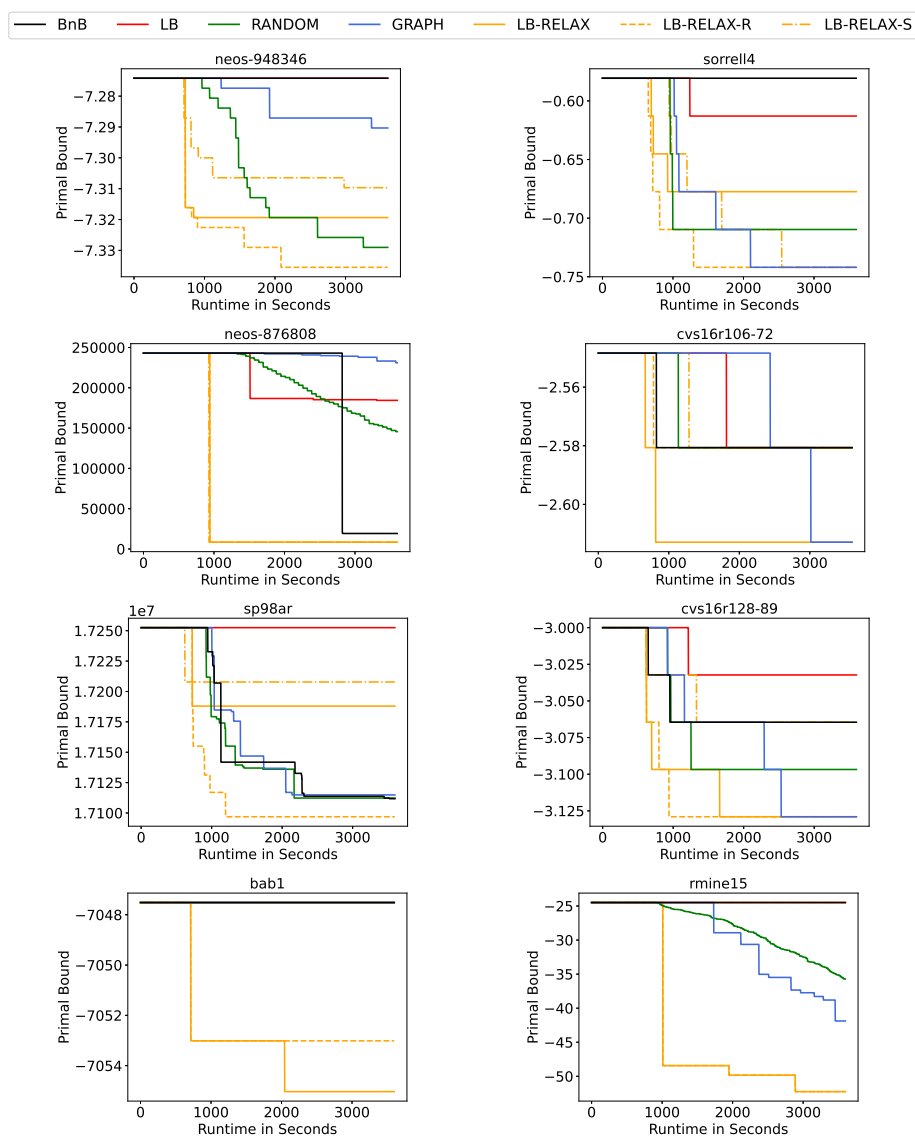 BnB LB RANDOM GRAPH LB-RELAX LB-RELAX-R LB-RELAX-S
neos-948346
−7.28
−7.29
−7.30
−7.31
−7.32
−7.33
Primal Bound
0 1000 2000 3000
Runtime in Seconds
sorrell4
−0.60
−0.65
−0.70
−0.75
Primal Bound
0 1000 2000 3000
Runtime in Seconds
neos-876808
250000
200000
150000
100000
50000
0
Primal Bound
0 1000 2000 3000
Runtime in Seconds
cvs16r106-72
−2.56
−2.58
−2.60
Primal Bound
0 1000 2000 3000
Runtime in Seconds
sp98ar
1e7
1.7250
1.7225
1.7200
1.7175
1.7150
1.7125
1.7100
Primal Bound
0 1000 2000 3000
Runtime in Seconds
cvs16r128-89
−3.000
−3.025
−3.050
−3.075
−3.100
−3.125
Primal Bound
0 1000 2000 3000
Runtime in Seconds
bab1
−7048
−7050
−7052
−7054
Primal Bound
0 1000 2000 3000
Runtime in Seconds
rmine15
−25
−30
−35
−40
−45
−50
Primal Bound
0 1000 2000 3000
Runtime in Seconds